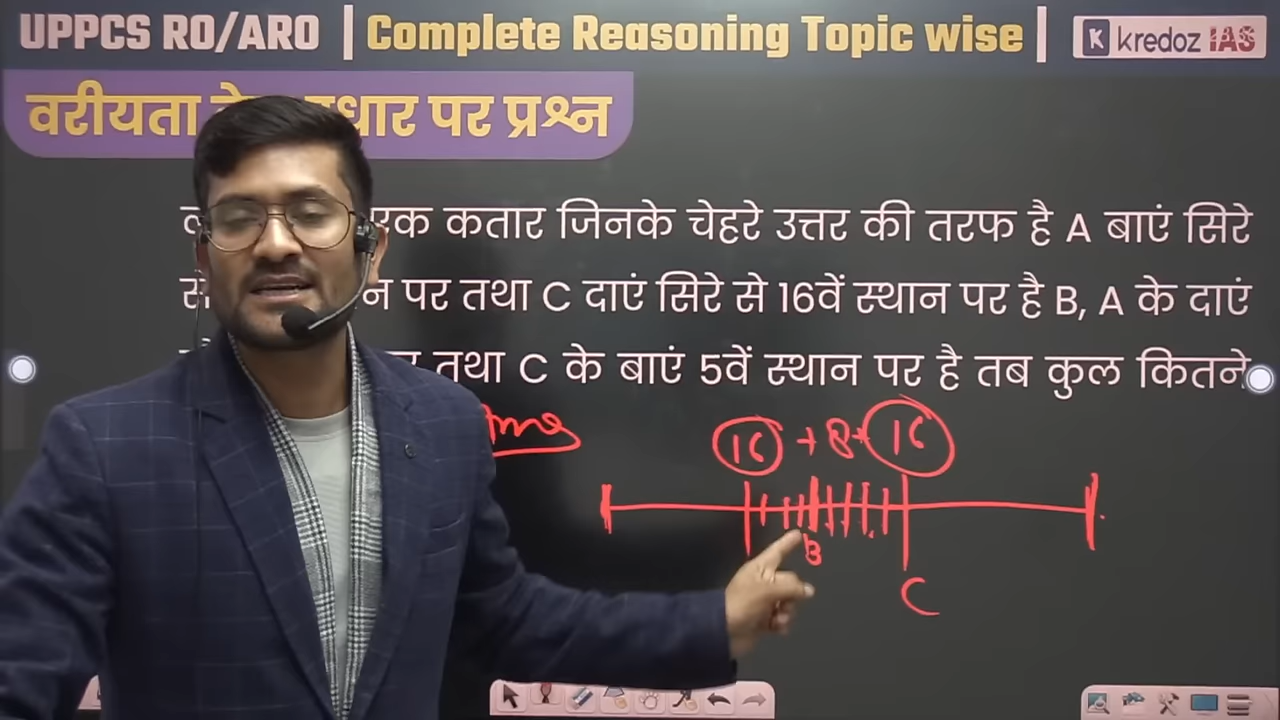 UPPCS RO/ARO | Complete Reasoning Topic wise |
K kredoz IAS
वरीयता पर प्रश्न
कतार जिनके चेहरे उत्तर की तरफ है A बाएं सिरे
पर तथा C दाएं सिरे से 16वें स्थान पर है B, A के दाएं
तथा C के बाएं 5वें स्थान पर है तब कुल कितने
16 + 8 + 16
B
C